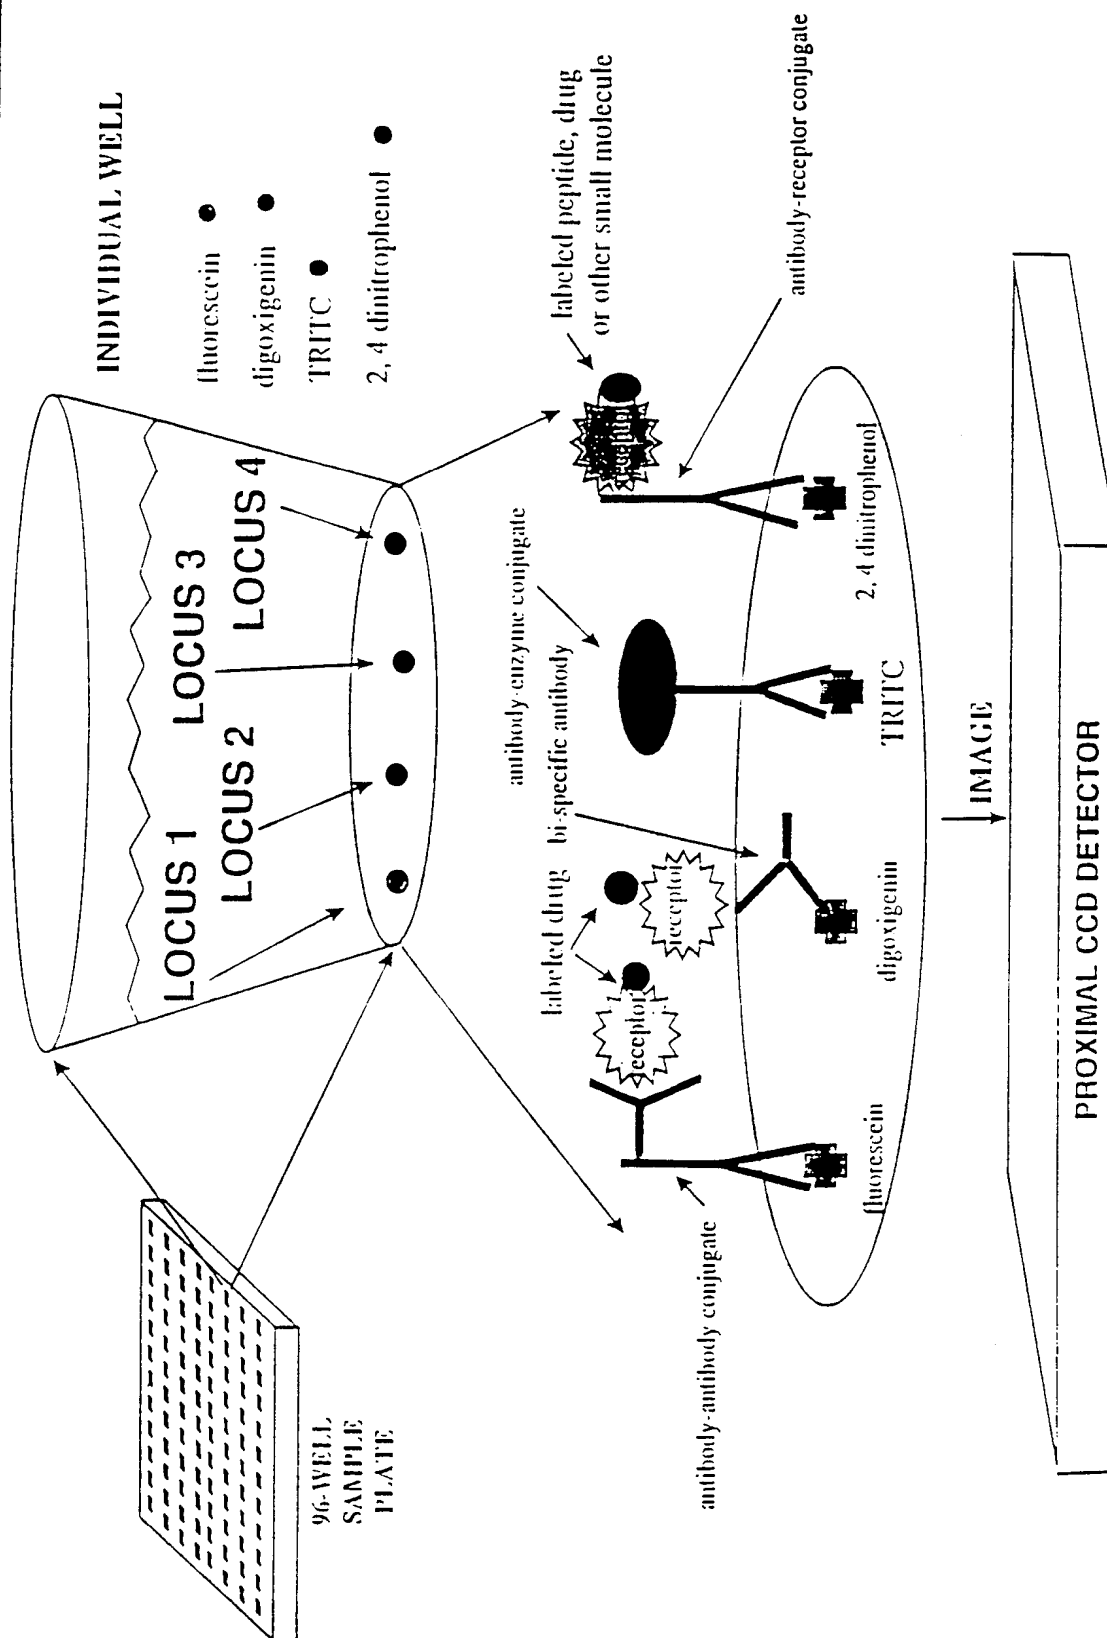 INDIVIDUAL WELL
fluorescein
digoxigenin
TRITC
2, 4 dinitrophenol
LOCUS 1
LOCUS 2
LOCUS 3
LOCUS 4
96-WELL
SAMPLE
PLATE
labeled peptide, drug
or other small molecule
antibody-receptor conjugate
antibody-enzyme conjugate
bi-specific antibody
labeled drug
antibody-antibody conjugate
receptor
receptor
receptor
fluorescein
digoxigenin
TRITC
2, 4 dinitrophenol
IMAGE
PROXIMAL CCD DETECTOR